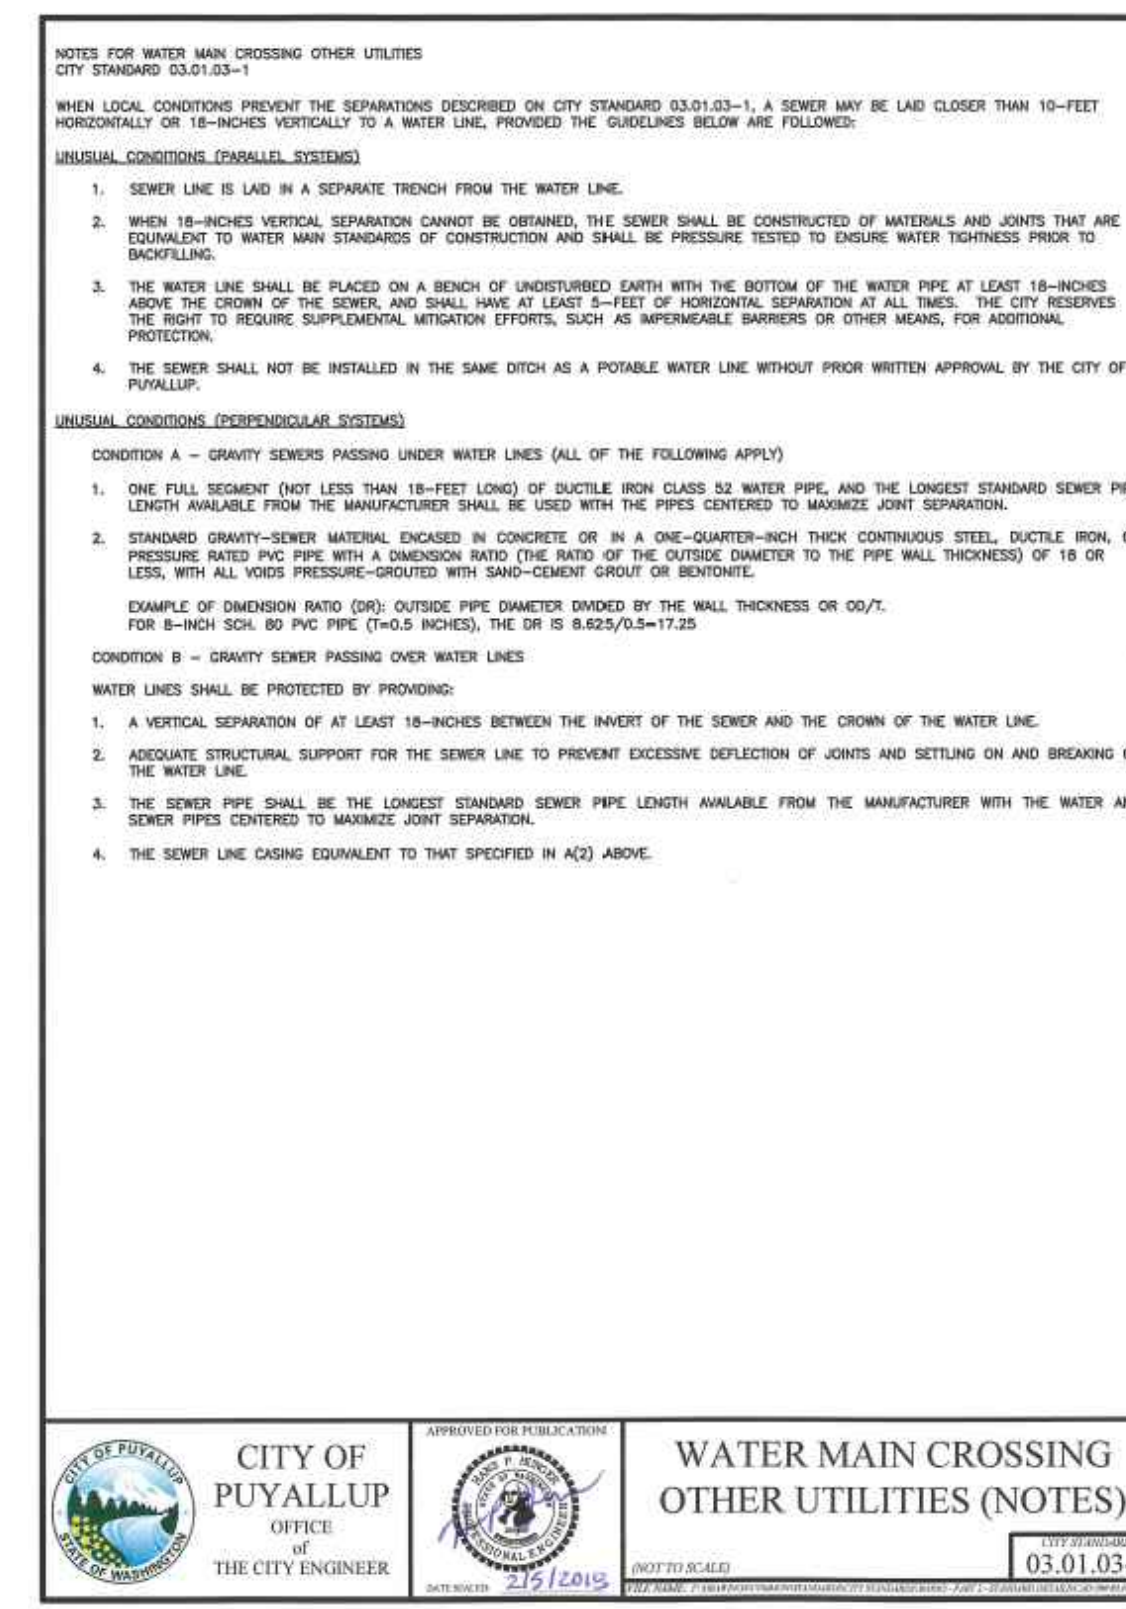 NOTES FOR WATER MAIN CROSSING OTHER UTILITIES
CITY STANDARD 03.01.03-1
WHEN LOCAL CONDITIONS PREVENT THE SEPARATIONS DESCRIBED ON CITY STANDARD 03.01.03-1, A SEWER MAY BE LAID CLOSER THAN 10-FEET
HORIZONTALLY OR 18-INCHES VERTICALLY TO A WATER LINE, PROVIDED THE GUIDELINES BELOW ARE FOLLOWED:
UNUSUAL CONDITIONS (PARALLEL SYSTEMS)
1. SEWER LINE IS LAID IN A SEPARATE TRENCH FROM THE WATER LINE.
2. WHEN 18-INCHES VERTICAL SEPARATION CANNOT BE OBTAINED, THE SEWER SHALL BE CONSTRUCTED OF MATERIALS AND JOINTS THAT ARE
EQUIVALENT TO WATER MAIN STANDARDS OF CONSTRUCTION AND SHALL BE PRESSURE TESTED TO ENSURE WATER TIGHTNESS PRIOR TO
BACKFILLING.
3. THE WATER LINE SHALL BE PLACED ON A BENCH OF UNDISTURBED EARTH WITH THE BOTTOM OF THE WATER PIPE AT LEAST 18-INCHES
ABOVE THE CROWN OF THE SEWER, AND SHALL HAVE AT LEAST 5-FEET OF HORIZONTAL SEPARATION AT ALL TIMES. THE CITY RESERVES
THE RIGHT TO REQUIRE SUPPLEMENTAL MITIGATION EFFORTS, SUCH AS IMPERMEABLE BARRIERS OR OTHER MEANS, FOR ADDITIONAL
PROTECTION.
4. THE SEWER SHALL NOT BE INSTALLED IN THE SAME DITCH AS A POTABLE WATER LINE WITHOUT PRIOR WRITTEN APPROVAL BY THE CITY OF
PUYALLUP.
UNUSUAL CONDITIONS (PERPENDICULAR SYSTEMS)
CONDITION A - GRAVITY SEWERS PASSING UNDER WATER LINES (ALL OF THE FOLLOWING APPLY)
1. ONE FULL SEGMENT (NOT LESS THAN 18-FEET LONG) OF DUCTILE IRON CLASS 52 WATER PIPE, AND THE LONGEST STANDARD SEWER
LENGTH AVAILABLE FROM THE MANUFACTURER SHALL BE USED WITH THE PIPES CENTERED TO MAXIMIZE JOINT SEPARATION.
2. STANDARD GRAVITY-SEWER MATERIAL ENCASED IN CONCRETE OR IN A ONE-QUARTER-INCH THICK CONTINUOUS STEEL, DUCTILE IRON,
PRESSURE RATED PVC PIPE WITH A DIMENSION RATIO (THE RATIO OF THE OUTSIDE DIAMETER TO THE PIPE WALL THICKNESS) OF 18 OR
LESS, WITH ALL VOIDS PRESSURE-GROUTED WITH SAND-CEMENT GROUT OR BENTONITE.
EXAMPLE OF DIMENSION RATIO (DR): OUTSIDE PIPE DIAMETER DIVIDED BY THE WALL THICKNESS OR OD/T.
FOR 8-INCH SCH. 80 PVC PIPE (T=0.5 INCHES), THE DR IS 8.625/0.5=17.25
CONDITION B - GRAVITY SEWER PASSING OVER WATER LINES
WATER LINES SHALL BE PROTECTED BY PROVIDING:
1. A VERTICAL SEPARATION OF AT LEAST 18-INCHES BETWEEN THE INVERT OF THE SEWER AND THE CROWN OF THE WATER LINE.
2. ADEQUATE STRUCTURAL SUPPORT FOR THE SEWER LINE TO PREVENT EXCESSIVE DEFLECTION OF JOINTS AND SETTLING ON AND BREAKING
THE WATER LINE.
3. THE SEWER PIPE SHALL BE THE LONGEST STANDARD SEWER PIPE LENGTH AVAILABLE FROM THE MANUFACTURER WITH THE WATER
SEWER PIPES CENTERED TO MAXIMIZE JOINT SEPARATION.
4. THE SEWER LINE CASING EQUIVALENT TO THAT SPECIFIED IN A(2) ABOVE.
CITY OF PUYALLUP
STATE OF WASHINGTON
CITY OF
PUYALLUP
OFFICE
of
THE CITY ENGINEER
APPROVED FOR PUBLICATION
STATE OF WASHINGTON
PROFESSIONAL ENGINEER
DATE SEALED 2/5/2019
WATER MAIN CROSSING
OTHER UTILITIES (NOTES)
(NOT TO SCALE)
CITY STANDARD
03.01.03
FILE NAME: